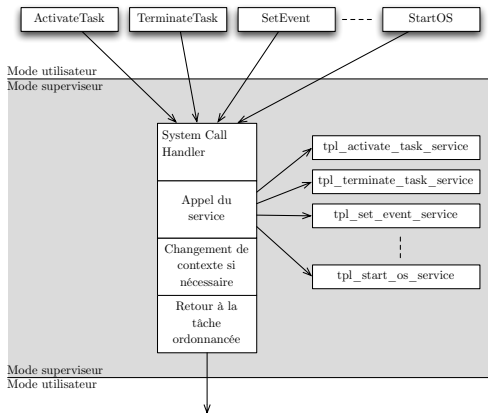 ActivateTask TerminateTask SetEvent StartOS
Mode utilisateur
Mode superviseur
System Call
Handler
Appel du
service
Changement de
contexte si
nécessaire
Retour à la
tâche
ordonnancée
tpl_activate_task_service
tpl_terminate_task_service
tpl_set_event_service
tpl_start_os_service
Mode superviseur
Mode utilisateur